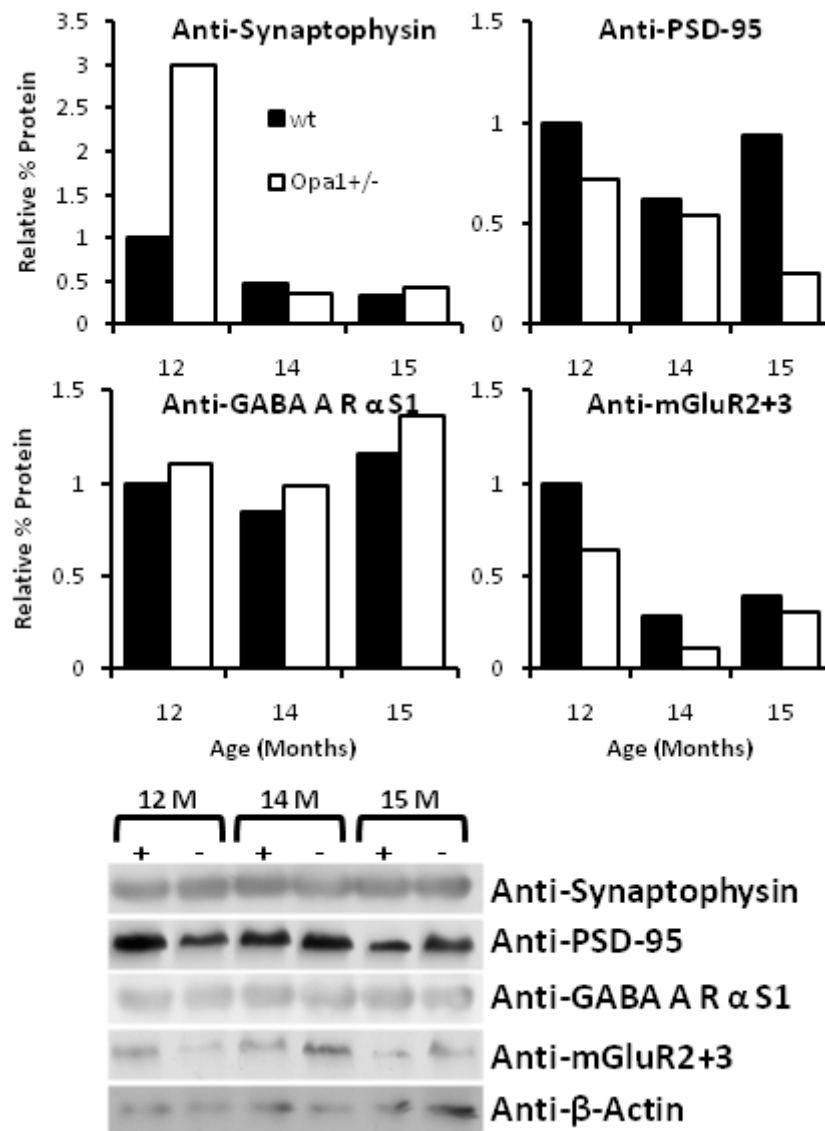 Anti-Synaptophysin
3.5
3
2.5
2
1.5
1
0.5
0
Relative % Protein
wt
Opa1+/-
12 14 15
Anti-PSD-95
1
0.5
0
12 14 15
Anti-GABA A R α S1
1.5
1
0.5
0
Relative % Protein
12 14 15
Age (Months)
Anti-mGluR2+3
1.5
1
0.5
0
12 14 15
Age (Months)
12 M 14 M 15 M
+ - + - + -
Anti-Synaptophysin
Anti-PSD-95
Anti-GABA A R α S1
Anti-mGluR2+3
Anti-β-Actin